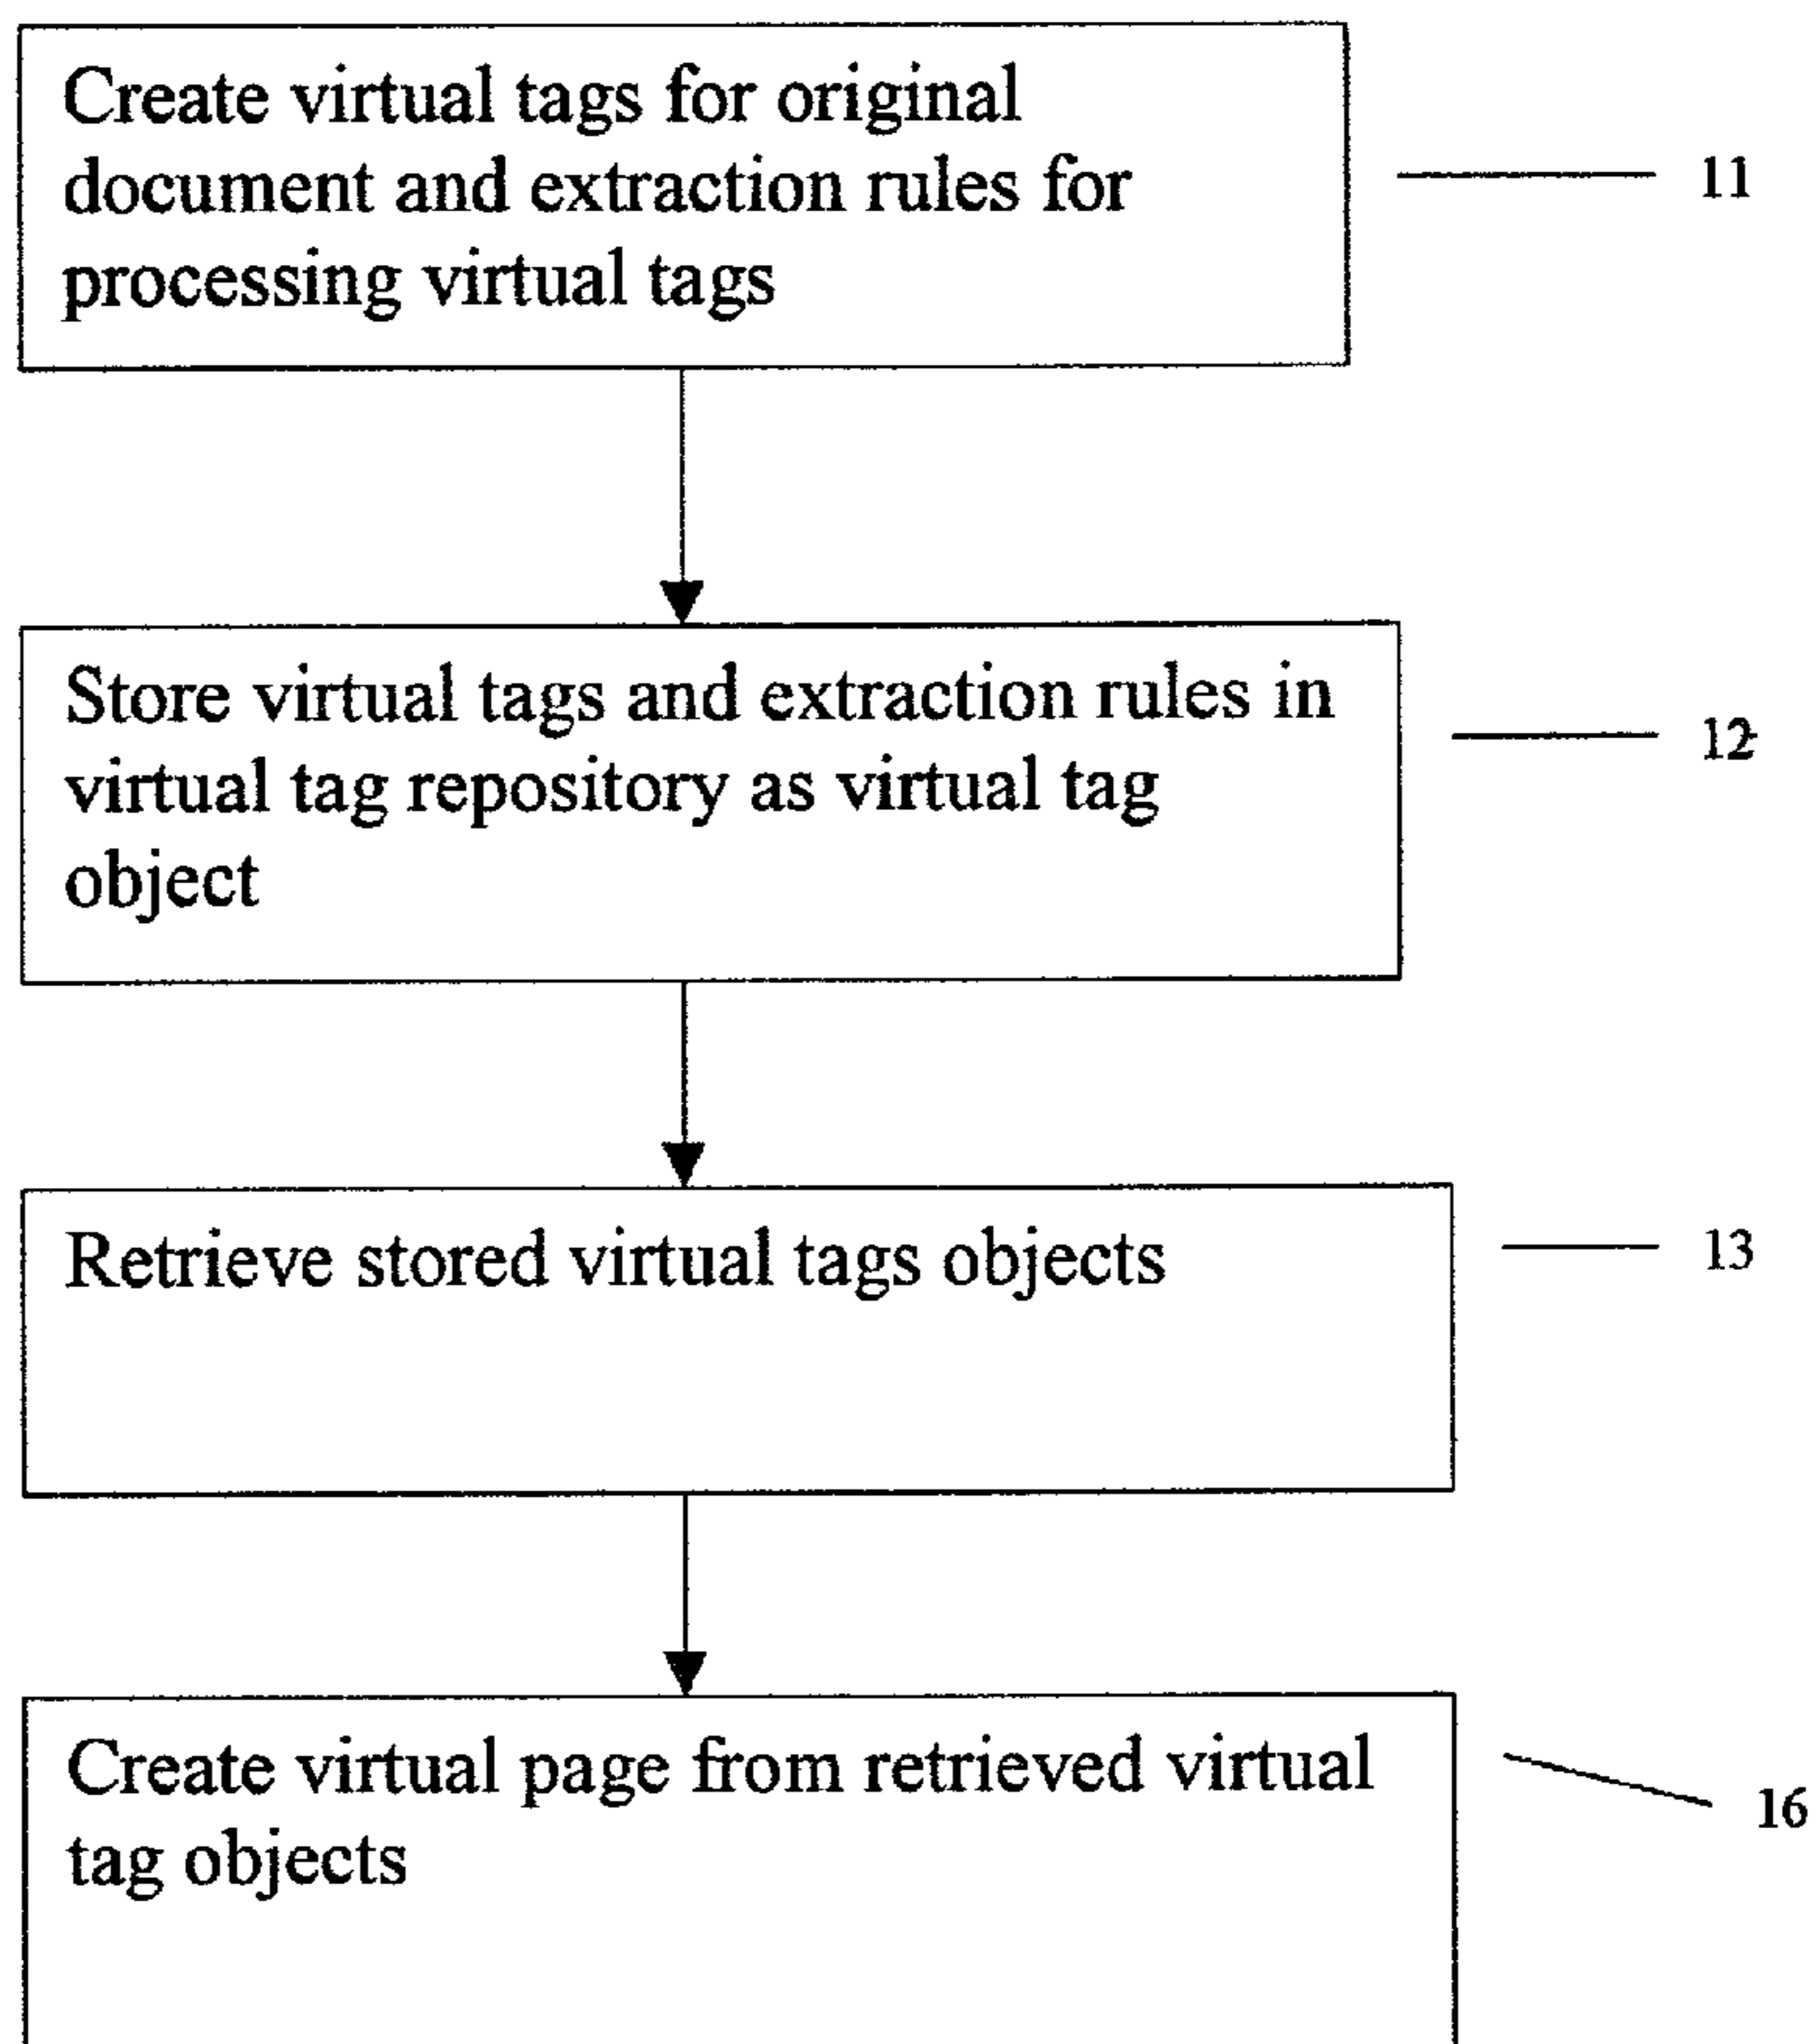 Create virtual tags for original
document and extraction rules for
processing virtual tags
11
Store virtual tags and extraction rules in
virtual tag repository as virtual tag
object
12
Retrieve stored virtual tags objects
13
Create virtual page from retrieved virtual
tag objects
16